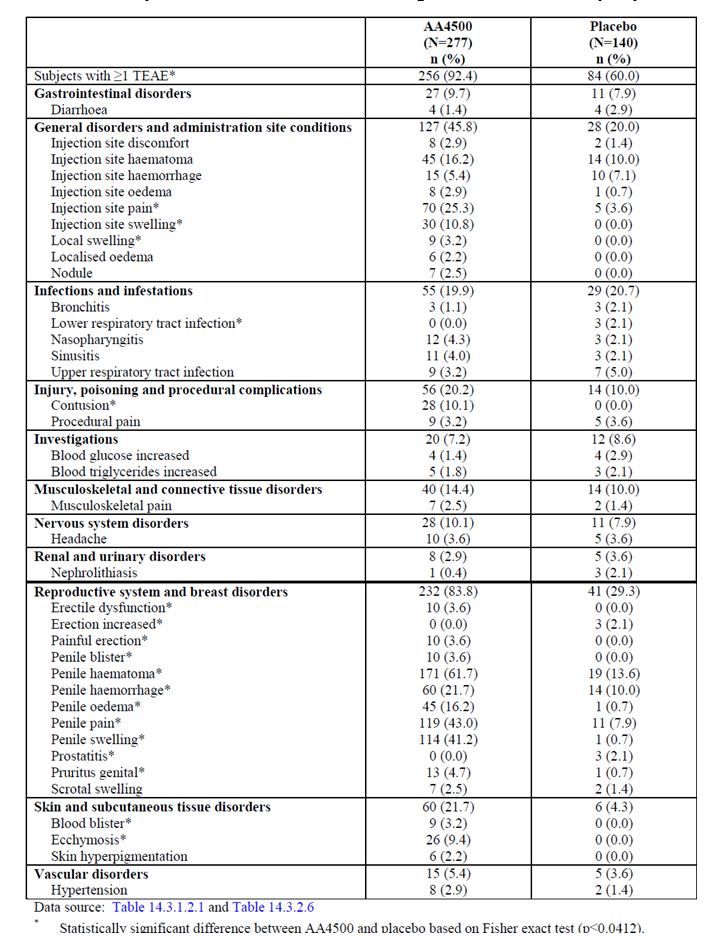 AA4500 Placebo
(N=277) (N=140)
n (%) n (%)
Subjects with ≥1 TEAE* 256 (92.4) 84 (60.0)
Gastrointestinal disorders 27 (9.7) 11 (7.9)
Diarrhoea 4 (1.4) 4 (2.9)
General disorders and administration site conditions 127 (45.8) 28 (20.0)
Injection site discomfort 8 (2.9) 2 (1.4)
Injection site haematoma 45 (16.2) 14 (10.0)
Injection site haemorrhage 15 (5.4) 10 (7.1)
Injection site oedema 8 (2.9) 1 (0.7)
Injection site pain* 70 (25.3) 5 (3.6)
Injection site swelling* 30 (10.8) 0 (0.0)
Local swelling* 9 (3.2) 0 (0.0)
Localised oedema 6 (2.2) 0 (0.0)
Nodule 7 (2.5) 0 (0.0)
Infections and infestations 55 (19.9) 29 (20.7)
Bronchitis 3 (1.1) 3 (2.1)
Lower respiratory tract infection* 0 (0.0) 3 (2.1)
Nasopharyngitis 12 (4.3) 3 (2.1)
Sinusitis 11 (4.0) 3 (2.1)
Upper respiratory tract infection 9 (3.2) 7 (5.0)
Injury, poisoning and procedural complications 56 (20.2) 14 (10.0)
Contusion* 28 (10.1) 0 (0.0)
Procedural pain 9 (3.2) 5 (3.6)
Investigations 20 (7.2) 12 (8.6)
Blood glucose increased 4 (1.4) 4 (2.9)
Blood triglycerides increased 5 (1.8) 3 (2.1)
Musculoskeletal and connective tissue disorders 40 (14.4) 14 (10.0)
Musculoskeletal pain 7 (2.5) 2 (1.4)
Nervous system disorders 28 (10.1) 11 (7.9)
Headache 10 (3.6) 5 (3.6)
Renal and urinary disorders 8 (2.9) 5 (3.6)
Nephrolithiasis 1 (0.4) 3 (2.1)
Reproductive system and breast disorders 232 (83.8) 41 (29.3)
Erectile dysfunction* 10 (3.6) 0 (0.0)
Erection increased* 0 (0.0) 3 (2.1)
Painful erection* 10 (3.6) 0 (0.0)
Penile blister* 10 (3.6) 0 (0.0)
Penile haematoma* 171 (61.7) 19 (13.6)
Penile haemorrhage* 60 (21.7) 14 (10.0)
Penile oedema* 45 (16.2) 1 (0.7)
Penile pain* 119 (43.0) 11 (7.9)
Penile swelling* 114 (41.2) 1 (0.7)
Prostatitis* 0 (0.0) 3 (2.1)
Pruritus genital* 13 (4.7) 1 (0.7)
Scrotal swelling 7 (2.5) 2 (1.4)
Skin and subcutaneous tissue disorders 60 (21.7) 6 (4.3)
Blood blister* 9 (3.2) 0 (0.0)
Ecchymosis* 26 (9.4) 0 (0.0)
Skin hyperpigmentation 6 (2.2) 0 (0.0)
Vascular disorders 15 (5.4) 5 (3.6)
Hypertension 8 (2.9) 2 (1.4)
Data source: Table 14.3.1.2.1 and Table 14.3.2.6
* Statistically significant difference between AA4500 and placebo based on Fisher exact test (p<0.0412).